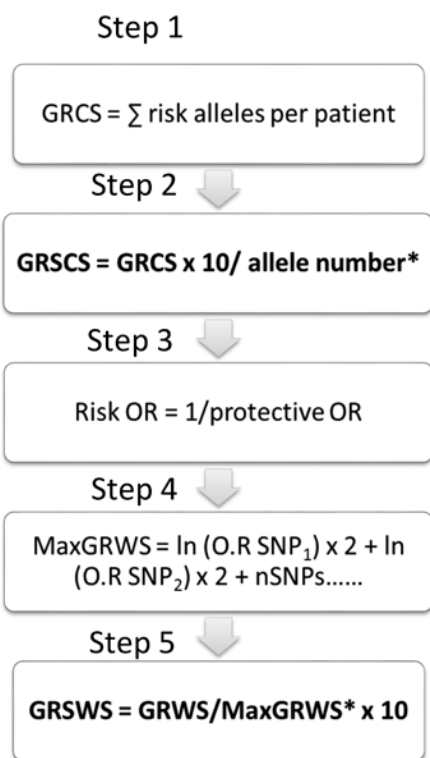 Step 1
GRCS = ∑ risk alleles per patient
Step 2
GRSCS = GRCS x 10/ allele number*
Step 3
Risk OR = 1/protective OR
Step 4
MaxGRWS = ln (O.R SNP₁) x 2 + ln
(O.R SNP₂) x 2 + nSNPs......
Step 5
GRSWS = GRWS/MaxGRWS* x 10